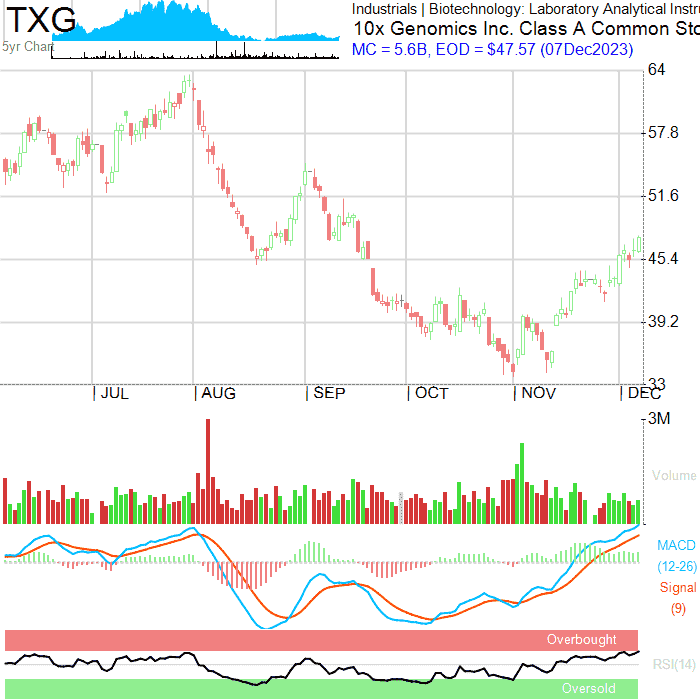 TXG
5yr Chart
Industrials | Biotechnology: Laboratory Analytical Instru
10x Genomics Inc. Class A Common Sto
MC = 5.6B, EOD = $47.57 (07Dec2023)
64
57.8
51.6
45.4
39.2
33
JUL AUG SEP OCT NOV DEC
3M
Volume
MACD
(12-26)
Signal
(9)
Overbought
RSI(14)
Oversold